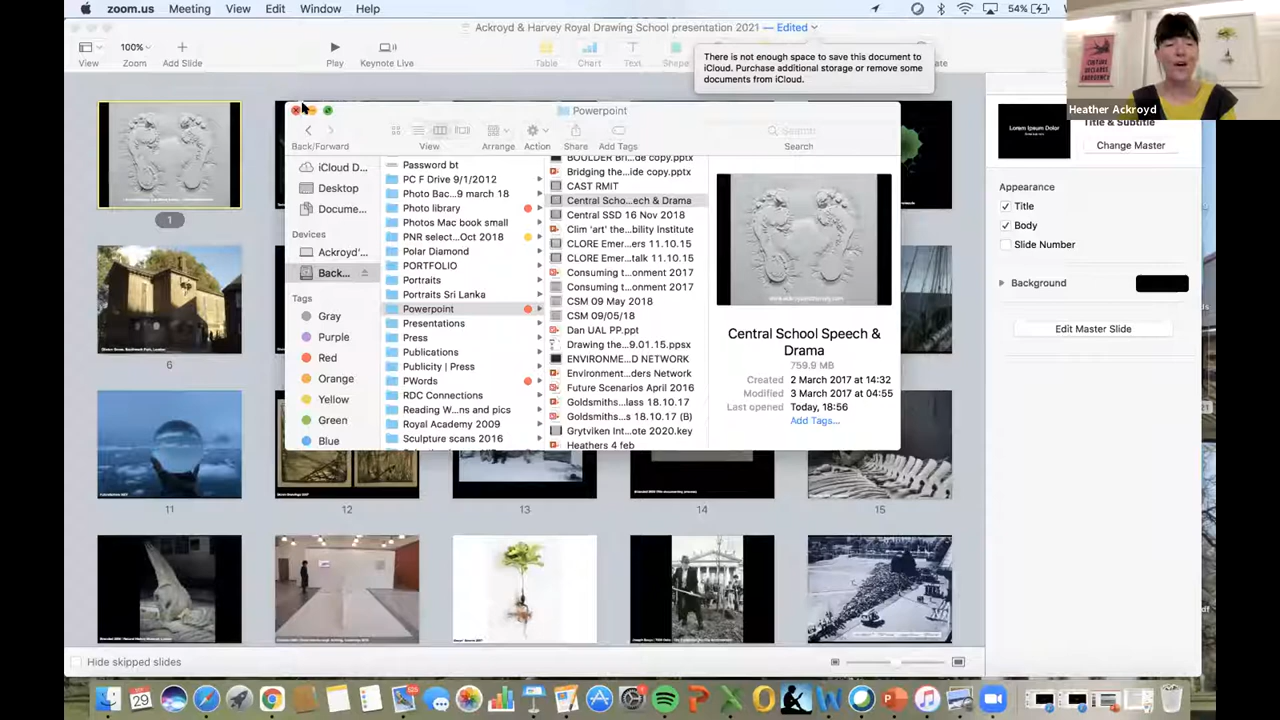 zoom.us Meeting View Edit Window Help 54%
Ackroyd & Harvey Royal Drawing School presentation 2021 — Edited
100%
View Zoom Add Slide Play Keynote Live Table Chart Text Shape
There is not enough space to save this document to
iCloud. Purchase additional storage or remove some
documents from iCloud.
CULTURE
DECLARES
EMERGENCY
Heather Ackroyd
Powerpoint
Search
Back/Forward View Arrange Action Share Add Tags Search
iCloud D...
Desktop
Docume...
Devices
Ackroyd'...
Back...
Tags
Gray
Purple
Red
Orange
Yellow
Green
Blue
Password bt
PC F Drive 9/1/2012
Photo Bac...9 march 18
Photo library
Photos Mac book small
PNR select...Oct 2018
Polar Diamond
PORTFOLIO
Portraits
Portraits Sri Lanka
Powerpoint
Presentations
Press
Publications
Publicity | Press
PWords
RDC Connections
Reading W...ns and pics
Royal Academy 2009
Sculpture scans 2016
BOULDER Bri...de copy.pptx
Bridging the...ide copy.pptx
CAST RMIT
Central Scho...ech & Drama
Central SSD 16 Nov 2018
Clim 'art' the...bility Institute
CLORE Emer...ers 11.10.15
CLORE Emer...talk 11.10.15
Consuming t...onment 2017
Consuming t...onment 2017
CSM 09 May 2018
CSM 09/05/18
Dan UAL PP.ppt
Drawing the...9.01.15.ppsx
ENVIRONME...D NETWORK
Environment...ders Network
Future Scenarios April 2016
Goldsmiths...lass 18.10.17
Goldsmiths...s 18.10.17 (B)
Grytviken Int...ote 2020.key
Heathers 4 feb
Central School Speech &
Drama
759.9 MB
Created 2 March 2017 at 14:32
Modified 3 March 2017 at 04:55
Last opened Today, 18:56
Add Tags...
1
6
11
12
13
14
15
Lorem Ipsum Dolor
Title & Subtitle
Change Master
Appearance
Title
Body
Slide Number
Background
Edit Master Slide
Hide skipped slides
29